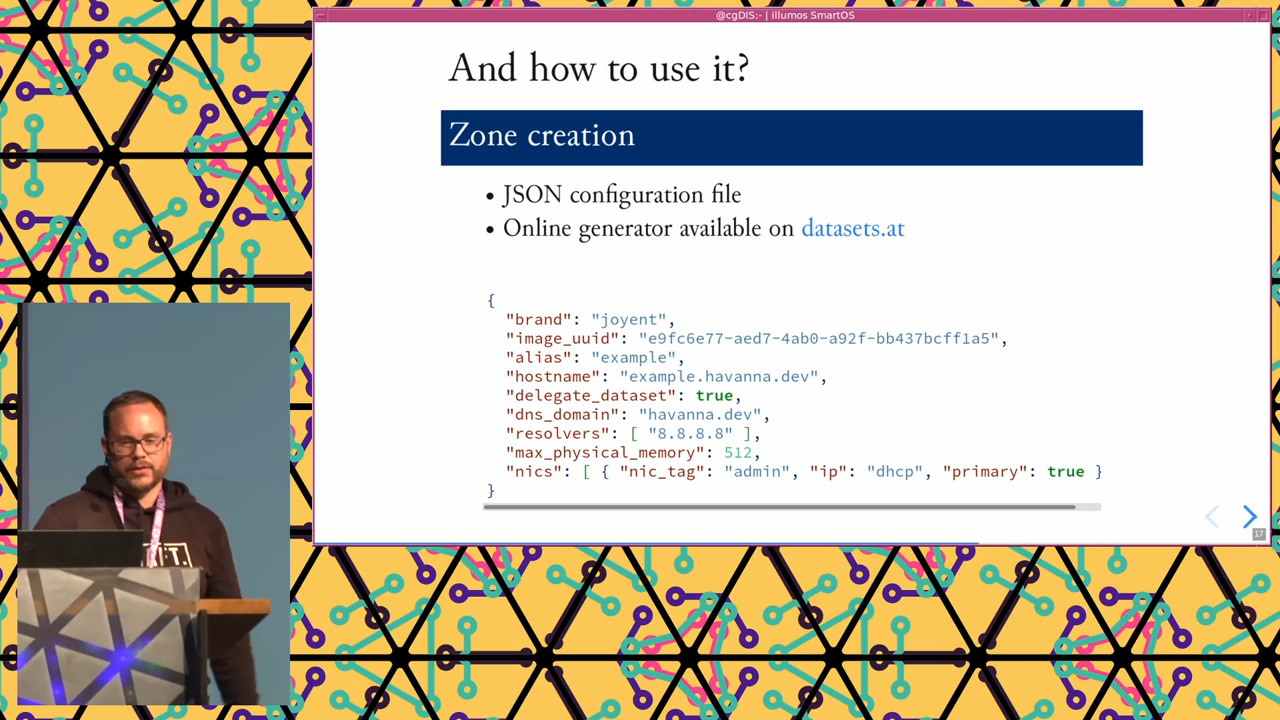 @cgDIS:~ | illumos SmartOS
And how to use it?
Zone creation
• JSON configuration file
• Online generator available on datasets.at
{
"brand": "joyent",
"image_uuid": "e9fc6e77-aed7-4ab0-a92f-bb437bcff1a5",
"alias": "example",
"hostname": "example.havanna.dev",
"delegate_dataset": true,
"dns_domain": "havanna.dev",
"resolvers": [ "8.8.8.8" ],
"max_physical_memory": 512,
"nics": [ { "nic_tag": "admin", "ip": "dhcp", "primary": true }
}
17